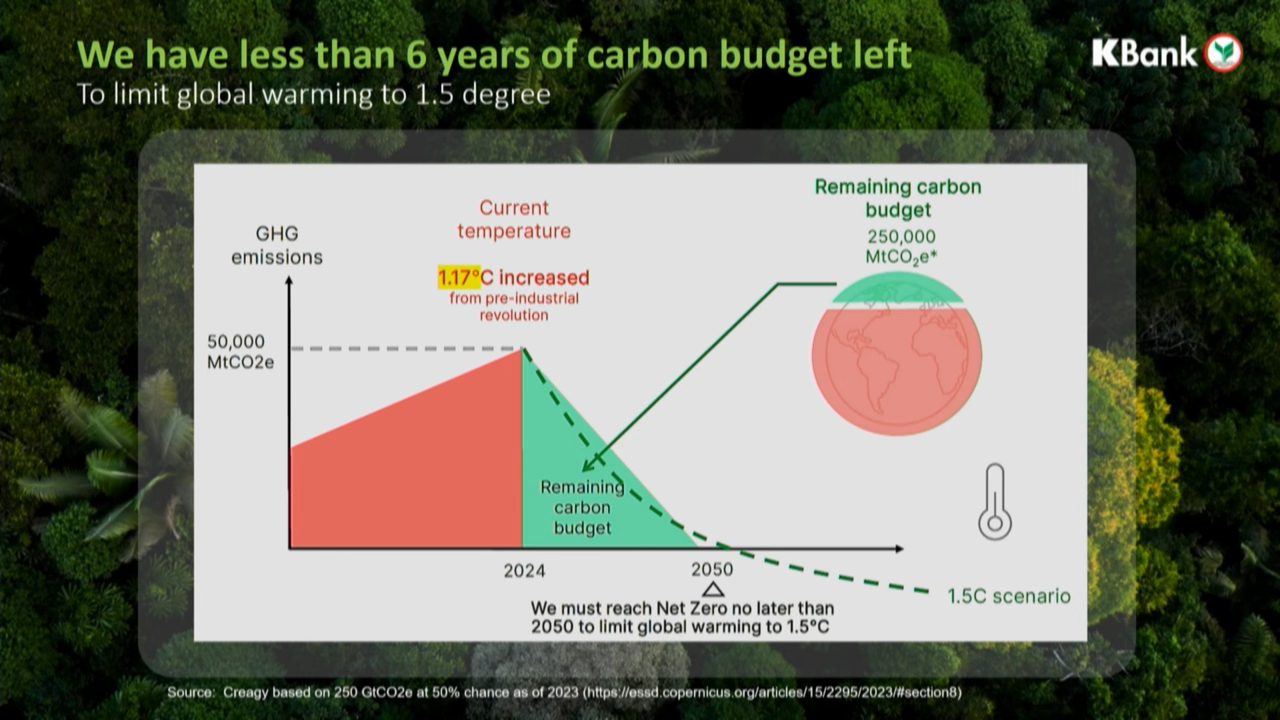 We have less than 6 years of carbon budget left
To limit global warming to 1.5 degree
KBank
Remaining carbon
budget
250,000
MtCO₂e*
Current
temperature
1.17°C increased
from pre-industrial
revolution
GHG
emissions
50,000
MtCO2e
Remaining
carbon
budget
2024
2050
We must reach Net Zero no later than
2050 to limit global warming to 1.5°C
1.5C scenario
Source: Creagy based on 250 GtCO2e at 50% chance as of 2023 (https://essd.copernicus.org/articles/15/2295/2023/#section8)